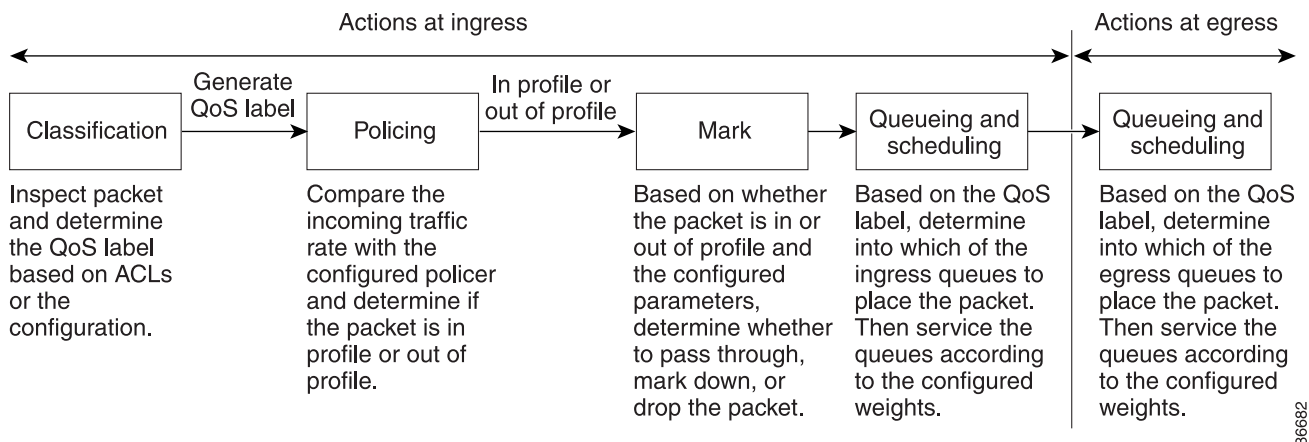 Actions at ingress
Actions at egress
Generate
QoS label
In profile or
out of profile
Classification
Policing
Mark
Queueing and
scheduling
Queueing and
scheduling
Inspect packet
and determine
the QoS label
based on ACLs
or the
configuration.
Compare the
incoming traffic
rate with the
configured policer
and determine if
the packet is in
profile or out of
profile.
Based on whether
the packet is in or
out of profile and
the configured
parameters,
determine whether
to pass through,
mark down, or
drop the packet.
Based on the QoS
label, determine
into which of the
ingress queues to
place the packet.
Then service the
queues according
to the configured
weights.
Based on the QoS
label, determine
into which of the
egress queues to
place the packet.
Then service the
queues according
to the configured
weights.